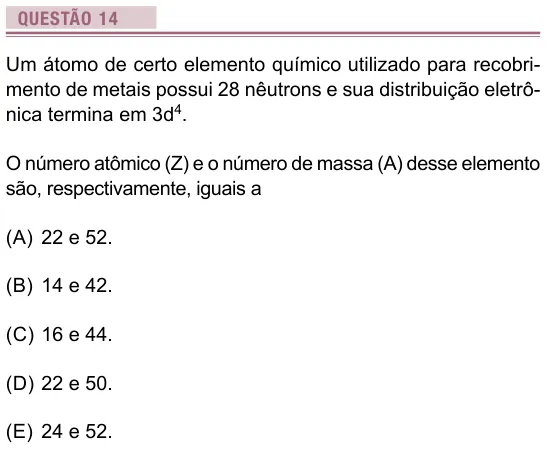 QUESTÃO 14
Um átomo de certo elemento químico utilizado para recobri-
mento de metais possui 28 nêutrons e sua distribuição eletrô-
nica termina em 3d⁴.
O número atômico (Z) e o número de massa (A) desse elemento
são, respectivamente, iguais a
(A) 22 e 52.
(B) 14 e 42.
(C) 16 e 44.
(D) 22 e 50.
(E) 24 e 52.